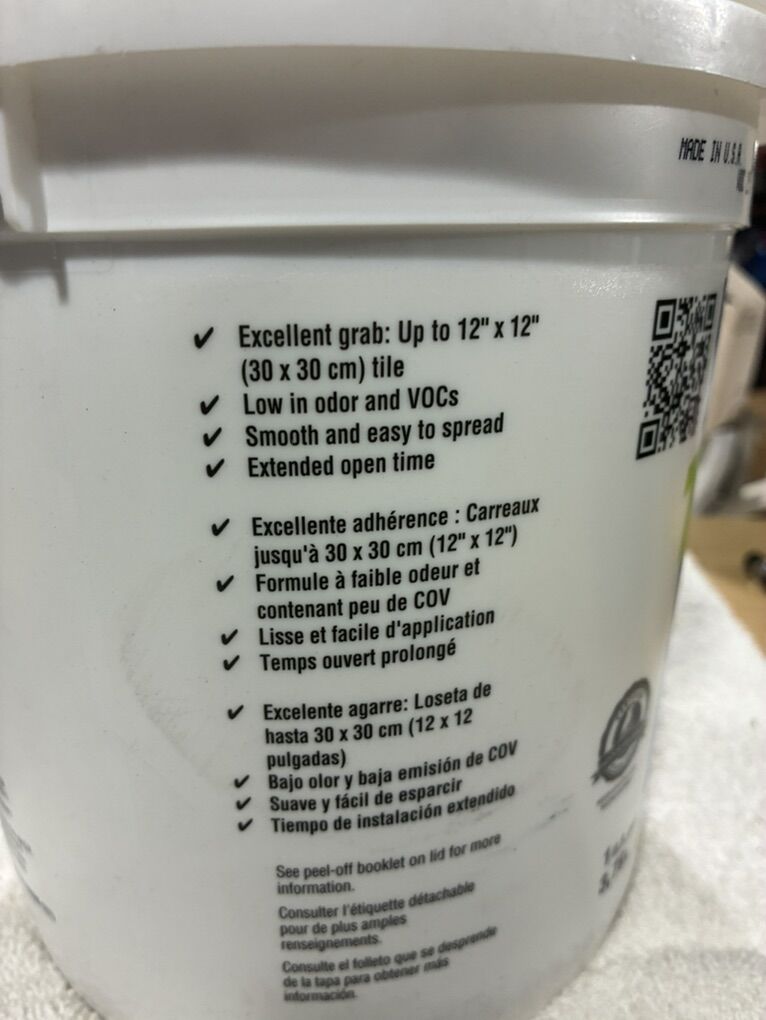 MADE IN U.S.A.
✔ Excellent grab: Up to 12" x 12"
(30 x 30 cm) tile
✔ Low in odor and VOCs
✔ Smooth and easy to spread
✔ Extended open time
✔ Excellente adhérence : Carreaux
jusqu'à 30 x 30 cm (12" x 12")
✔ Formule à faible odeur et
contenant peu de COV
✔ Lisse et facile d'application
✔ Temps ouvert prolongé
✔ Excelente agarre: Loseta de
hasta 30 x 30 cm (12 x 12
pulgadas)
✔ Bajo olor y baja emisión de COV
✔ Suave y fácil de esparcir
✔ Tiempo de instalación extendido
See peel-off booklet on lid for more
information.
Consulter l'étiquette détachable
pour de plus amples
renseignements.
Consulte el folleto que se desprende
de la tapa para obtener más
información.